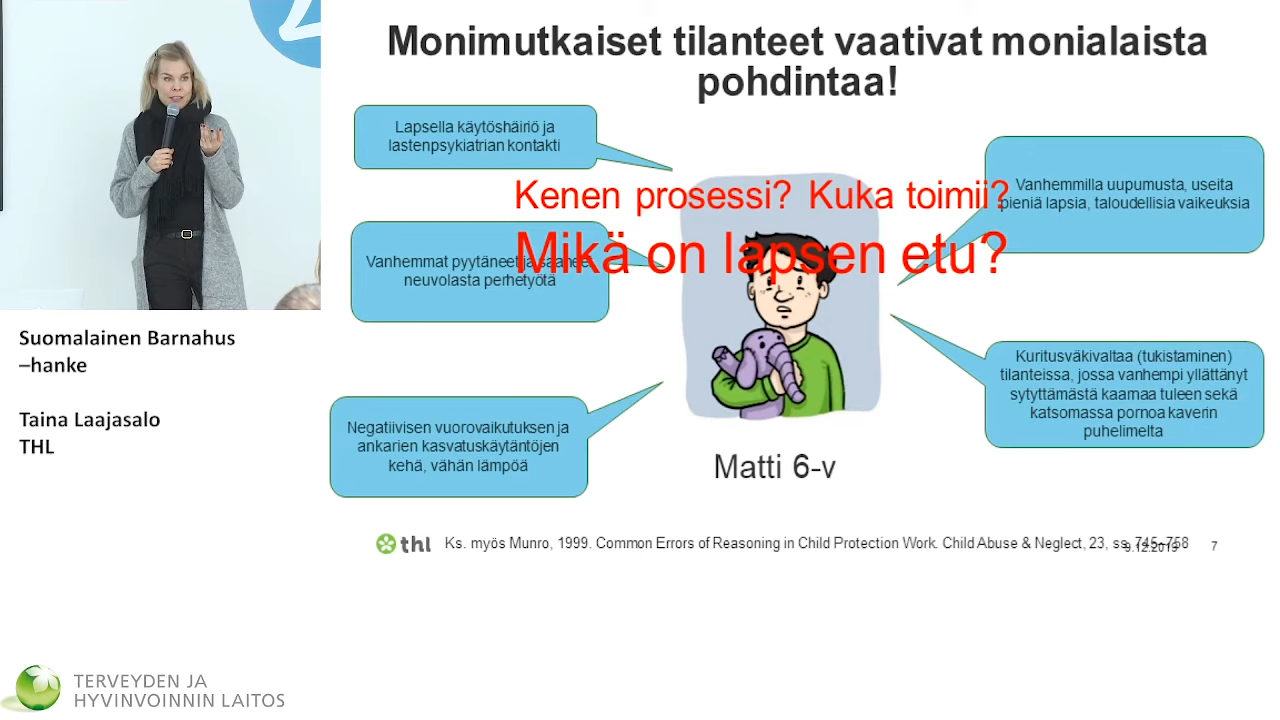 Monimutkaiset tilanteet vaativat monialaista
pohdintaa!
Lapsella käytöshäiriö ja
lastenpsykiatrian kontakti
Kenen prosessi? Kuka toimii?
Mikä on lapsen etu?
Vanhemmilla uupumusta, useita
pieniä lapsia, taloudellisia vaikeuksia
Vanhemmat pyytäneet ja saaneet
neuvolasta perhetyötä
Kuritusväkivaltaa (tukistaminen)
tilanteissa, jossa vanhempi yllättänyt
sytyttämästä kaamaa tuleen sekä
katsomassa pornoa kaverin
puhelimelta
Negatiivisen vuorovaikutuksen ja
ankarien kasvatuskäytäntöjen
kehä, vähän lämpöä
Matti 6-v
thl
Ks. myös Munro, 1999. Common Errors of Reasoning in Child Protection Work. Child Abuse & Neglect, 23, ss. 745–758
9.12.2019
7
Suomalainen Barnahus
–hanke
Taina Laajasalo
THL
TERVEYDEN JA
HYVINVOINNIN LAITOS